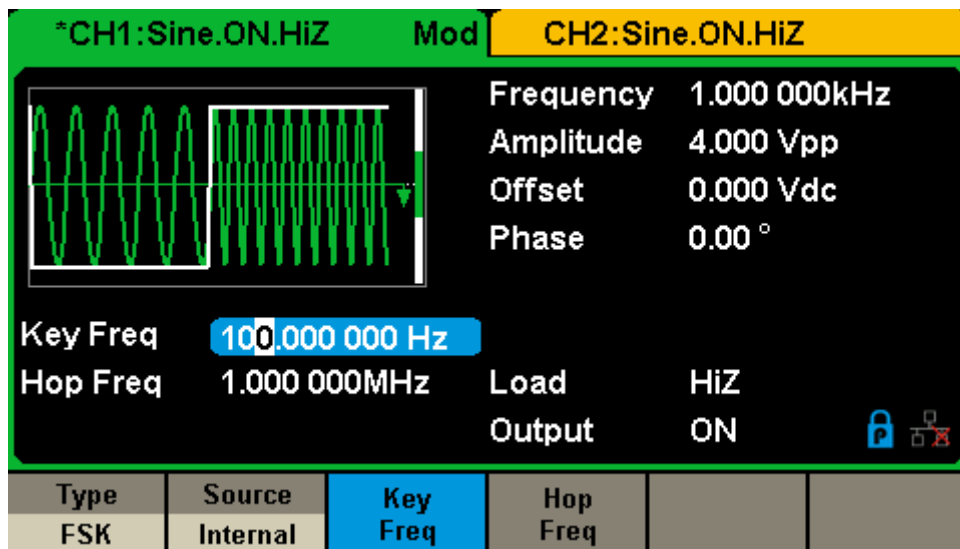 *CH1:Sine.ON.HiZ Mod CH2:Sine.ON.HiZ
Frequency 1.000 000kHz
Amplitude 4.000 Vpp
Offset 0.000 Vdc
Phase 0.00 °
Key Freq 100.000 000 Hz
Hop Freq 1.000 000MHz Load HiZ
Output ON P
Type Source Key Hop
FSK Internal Freq Freq